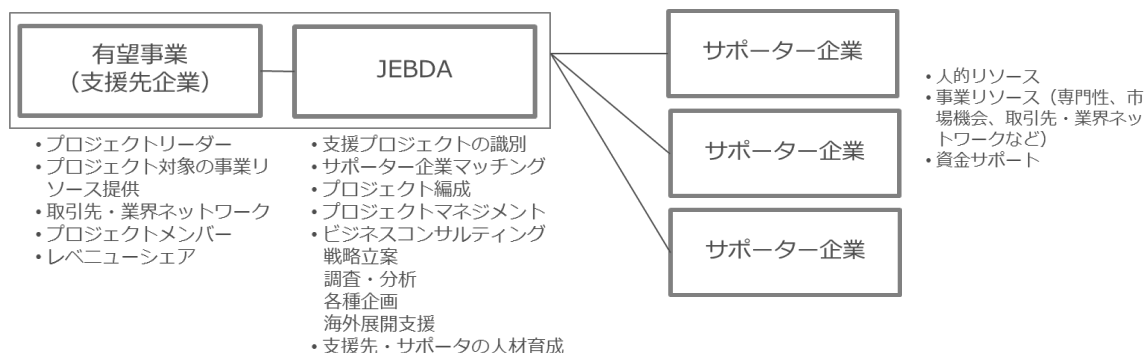 有望事業
（支援先企業）
JEBDA
サポーター企業
サポーター企業
サポーター企業
・プロジェクトリーダー
・プロジェクト対象の事業リ
ソース提供
・取引先・業界ネットワーク
・プロジェクトメンバー
・レベニューシェア
・支援プロジェクトの識別
・サポーター企業マッチング
・プロジェクト編成
・プロジェクトマネジメント
・ビジネスコンサルティング
戦略立案
調査・分析
各種企画
海外展開支援
・支援先・サポータの人材育成
・人的リソース
・事業リソース（専門性、市
場機会、取引先・業界ネッ
トワークなど）
・資金サポート